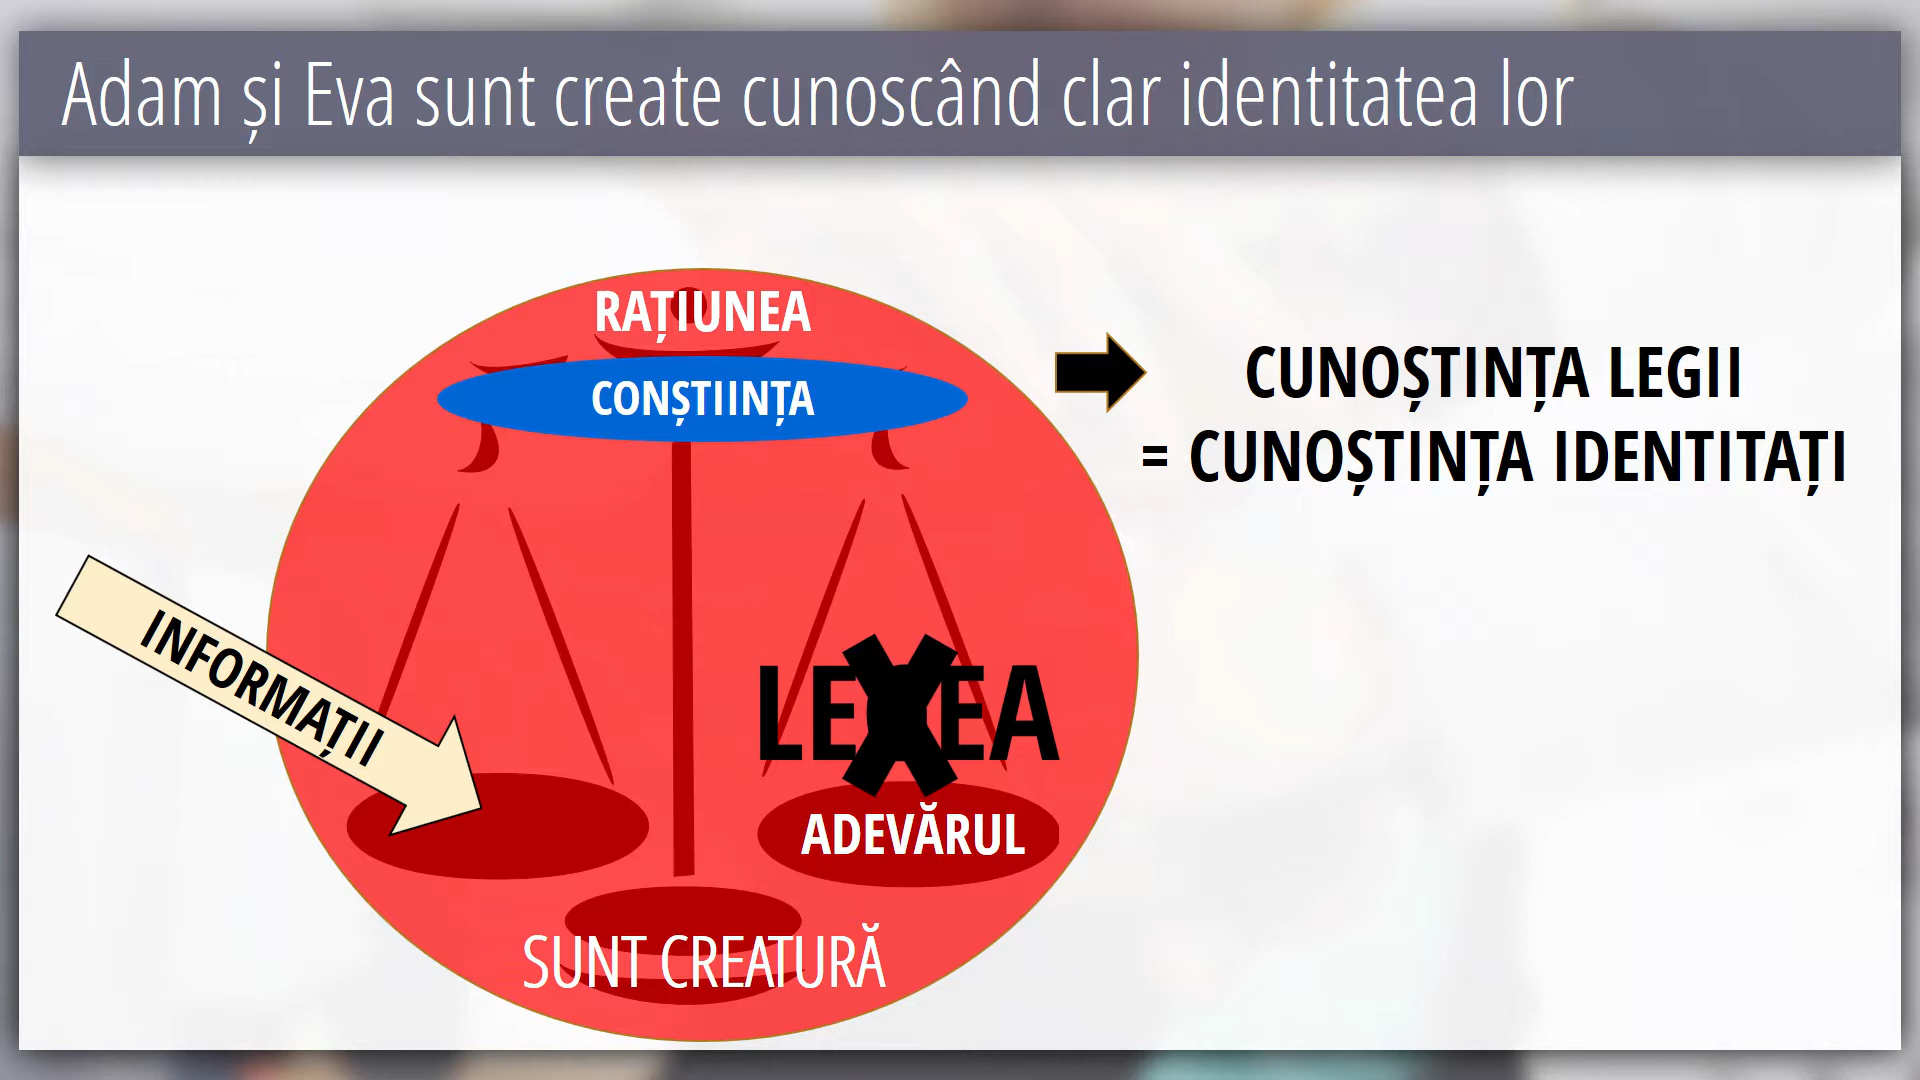 Adam și Eva sunt create cunoscând clar identitatea lor
RAȚIUNEA
CONȘTIINȚA
CUNOȘTINȚA LEGII
= CUNOȘTINȚA IDENTITAȚI
INFORMAȚII
LEGEA
ADEVĂRUL
SUNT CREATURĂ